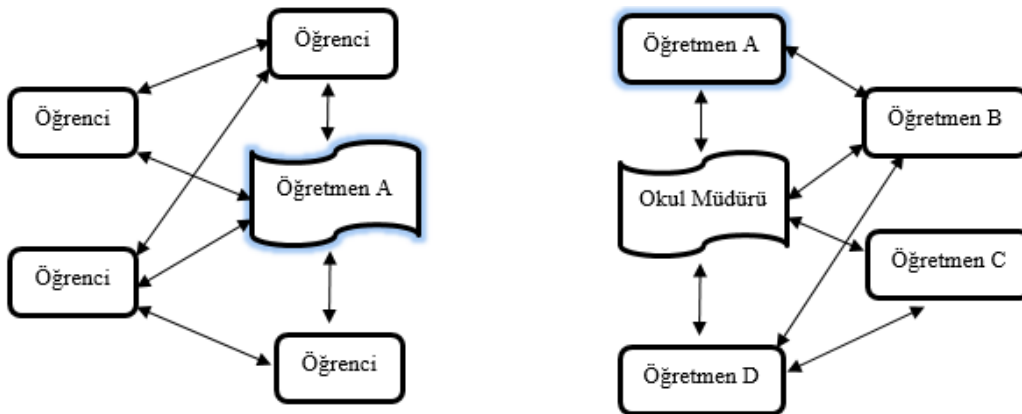 Öğrenci
Öğrenci
Öğretmen A
Öğrenci
Öğrenci
Öğretmen A
Öğretmen B
Okul Müdürü
Öğretmen C
Öğretmen D